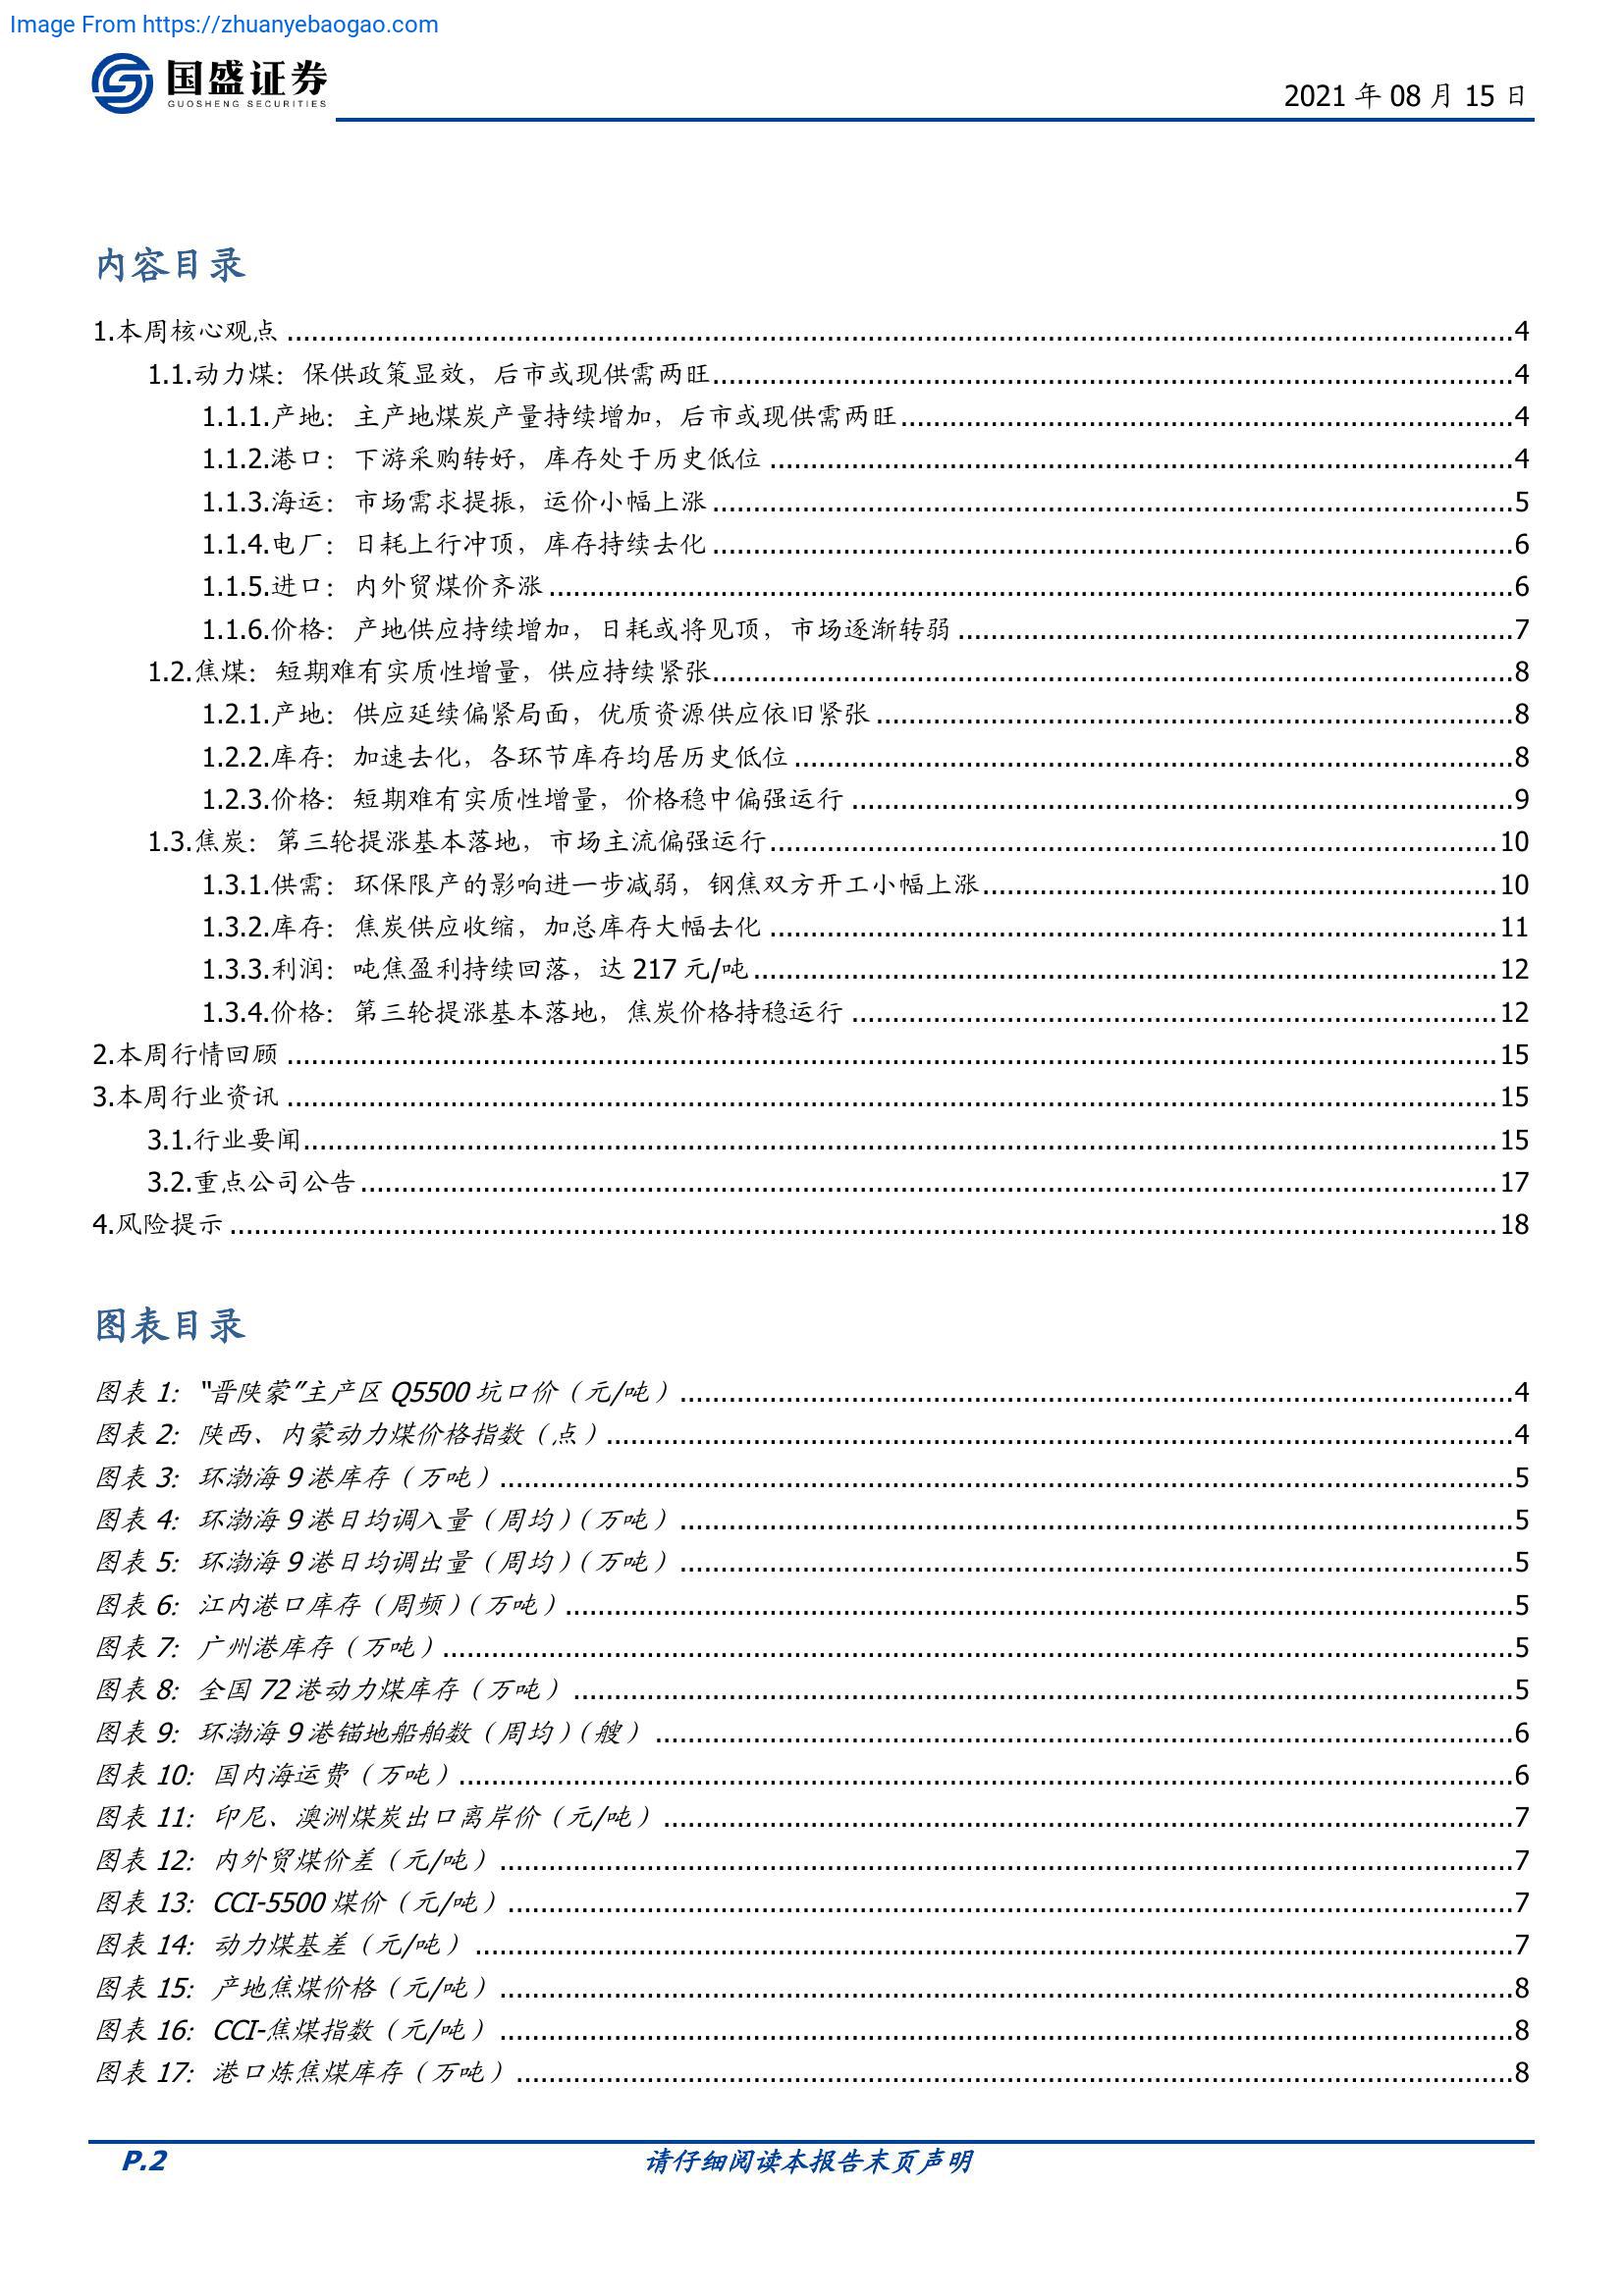 Image From https://zhuanyebaogao.com
国盛证券
GUOSHENG SECURITIES
2021 年 08 月 15 日
内容目录
1.本周核心观点 ........ 4
1.1.动力煤：保供政策显效，后市或现供需两旺 ........ 4
1.1.1.产地：主产地煤炭产量持续增加，后市或现供需两旺 ........ 4
1.1.2.港口：下游采购转好，库存处于历史低位 ........ 4
1.1.3.海运：市场需求提振，运价小幅上涨 ........ 5
1.1.4.电厂：日耗上行冲顶，库存持续去化 ........ 6
1.1.5.进口：内外贸煤价齐涨 ........ 6
1.1.6.价格：产地供应持续增加，日耗或将见顶，市场逐渐转弱 ........ 7
1.2.焦煤：短期难有实质性增量，供应持续紧张 ........ 8
1.2.1.产地：供应延续偏紧局面，优质资源供应依旧紧张 ........ 8
1.2.2.库存：加速去化，各环节库存均居历史低位 ........ 8
1.2.3.价格：短期难有实质性增量，价格稳中偏强运行 ........ 9
1.3.焦炭：第三轮提涨基本落地，市场主流偏强运行 ........ 10
1.3.1.供需：环保限产的影响进一步减弱，钢焦双方开工小幅上涨 ........ 10
1.3.2.库存：焦炭供应收缩，加总库存大幅去化 ........ 11
1.3.3.利润：吨焦盈利持续回落，达 217 元/吨 ........ 12
1.3.4.价格：第三轮提涨基本落地，焦炭价格持稳运行 ........ 12
2.本周行情回顾 ........ 15
3.本周行业资讯 ........ 15
3.1.行业要闻 ........ 15
3.2.重点公司公告 ........ 17
4.风险提示 ........ 18
图表目录
图表 1：“晋陕蒙”主产区 Q5500 坑口价（元/吨） ........ 4
图表 2：陕西、内蒙动力煤价格指数（点） ........ 4
图表 3：环渤海 9 港库存（万吨） ........ 5
图表 4：环渤海 9 港日均调入量（周均）（万吨） ........ 5
图表 5：环渤海 9 港日均调出量（周均）（万吨） ........ 5
图表 6：江内港口库存（周频）（万吨） ........ 5
图表 7：广州港库存（万吨） ........ 5
图表 8：全国 72 港动力煤库存（万吨） ........ 5
图表 9：环渤海 9 港锚地船舶数（周均）（艘） ........ 6
图表 10：国内海运费（万吨） ........ 6
图表 11：印尼、澳洲煤炭出口离岸价（元/吨） ........ 7
图表 12：内外贸煤价差（元/吨） ........ 7
图表 13：CCI-5500 煤价（元/吨） ........ 7
图表 14：动力煤基差（元/吨） ........ 7
图表 15：产地焦煤价格（元/吨） ........ 8
图表 16：CCI-焦煤指数（元/吨） ........ 8
图表 17：港口炼焦煤库存（万吨） ........ 8
P.2
请仔细阅读本报告末页声明